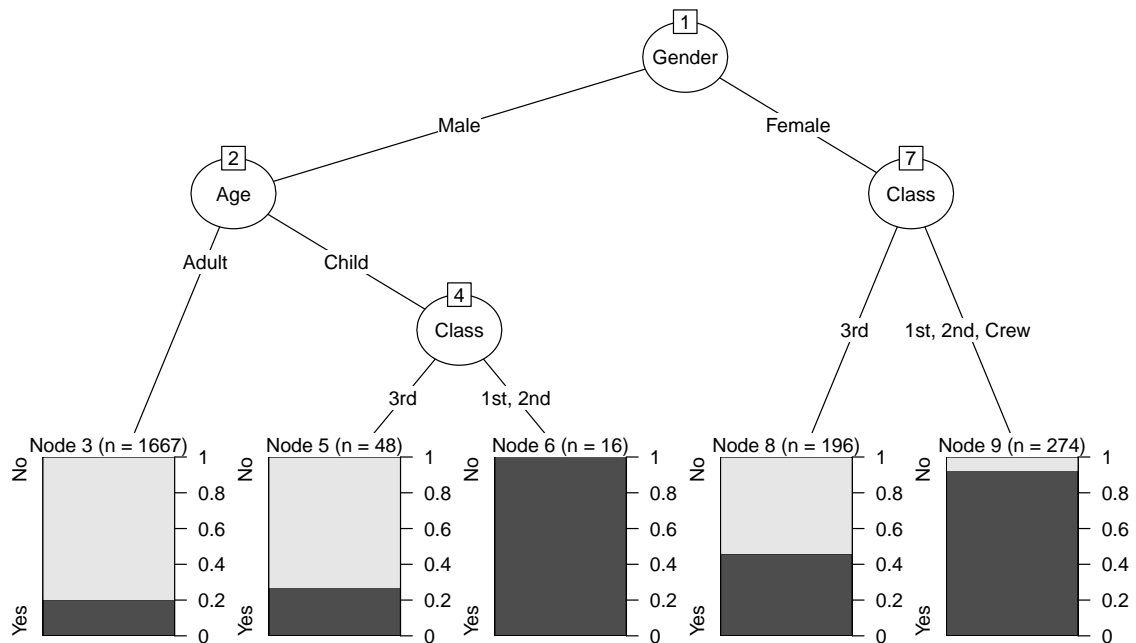 1
Gender
Male
Female
2
Age
7
Class
Adult
Child
4
Class
3rd
1st, 2nd
3rd
1st, 2nd, Crew
Node 3 (n = 1667)
No
Yes
1
0.8
0.6
0.4
0.2
0
Node 5 (n = 48)
No
Yes
1
0.8
0.6
0.4
0.2
0
Node 6 (n = 16)
No
Yes
1
0.8
0.6
0.4
0.2
0
Node 8 (n = 196)
No
Yes
1
0.8
0.6
0.4
0.2
0
Node 9 (n = 274)
No
Yes
1
0.8
0.6
0.4
0.2
0